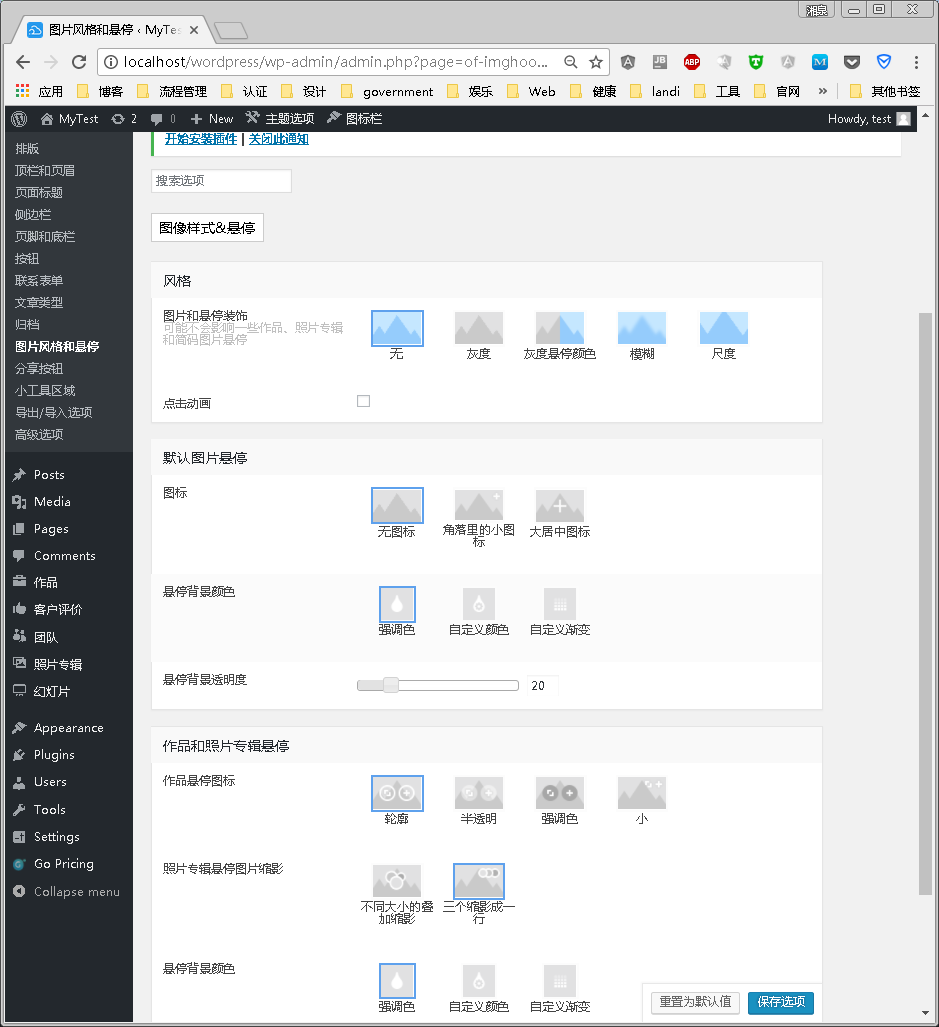 湘泉
图片风格和悬停 ‹ MyTes
localhost/wordpress/wp-admin/admin.php?page=of-imghoo...
应用 博客 流程管理 认证 设计 government 娱乐 Web 健康 landi 工具 官网 » 其他书签
MyTest 2 0 + New 主题选项 图标栏 Howdy, test
开始安装插件 | 关闭此通知
排版
顶栏和页眉
页面标题
侧边栏
页脚和底栏
按钮
联系表单
文章类型
归档
图片风格和悬停
分享按钮
小工具区域
导出/导入选项
高级选项
Posts
Media
Pages
Comments
作品
客户评价
团队
照片专辑
幻灯片
Appearance
Plugins
Users
Tools
Settings
Go Pricing
Collapse menu
搜索选项
图像样式&悬停
风格
图片和悬停装饰
可能不会影响一些作品、照片专辑
和简码图片悬停
无 灰度 灰度悬停颜色 模糊 尺度
点击动画
默认图片悬停
图标
无图标 角落里的小图
标 大居中图标
悬停背景颜色
强调色 自定义颜色 自定义渐变
悬停背景透明度
20
作品和照片专辑悬停
作品悬停图标
轮廓 半透明 强调色 小
照片专辑悬停图片缩影
不同大小的叠
加缩影
三个缩影成一
行
悬停背景颜色
强调色 自定义颜色 自定义渐变
重置为默认值 保存选项